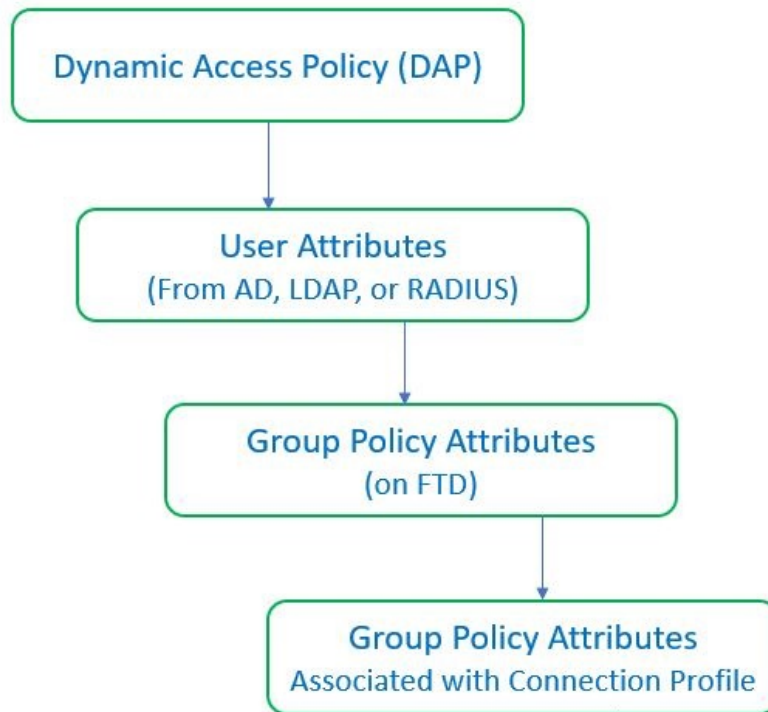 Dynamic Access Policy (DAP)
User Attributes
(From AD, LDAP, or RADIUS)
Group Policy Attributes
(on FTD)
Group Policy Attributes
Associated with Connection Profile